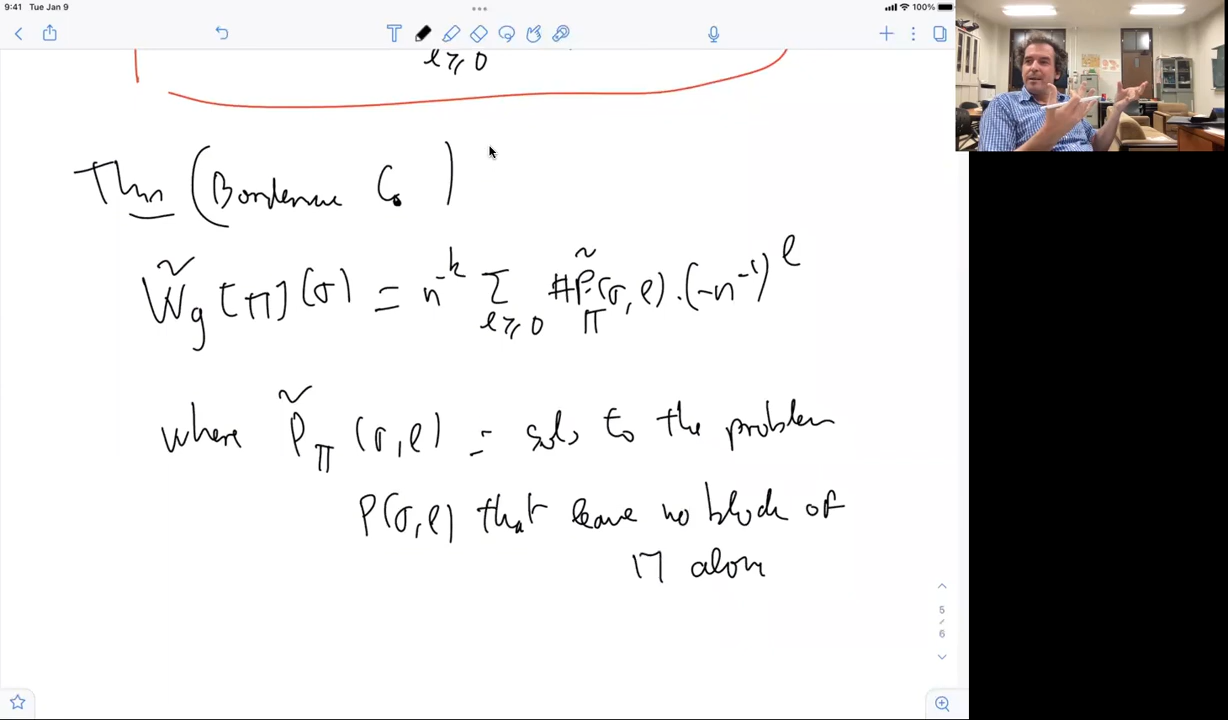 9:41 Tue Jan 9
100%
ℓ⩾0
Thm (Bordenave C.)
W̃g[Π](σ) = n^{-k} Σ_{ℓ⩾0} #P̃_Π(σ,ℓ).(-n^{-1})^ℓ
where P̃_Π(σ,ℓ) = sols to the problem
P(σ,ℓ) that leave no block of
Π alone
5
/
6